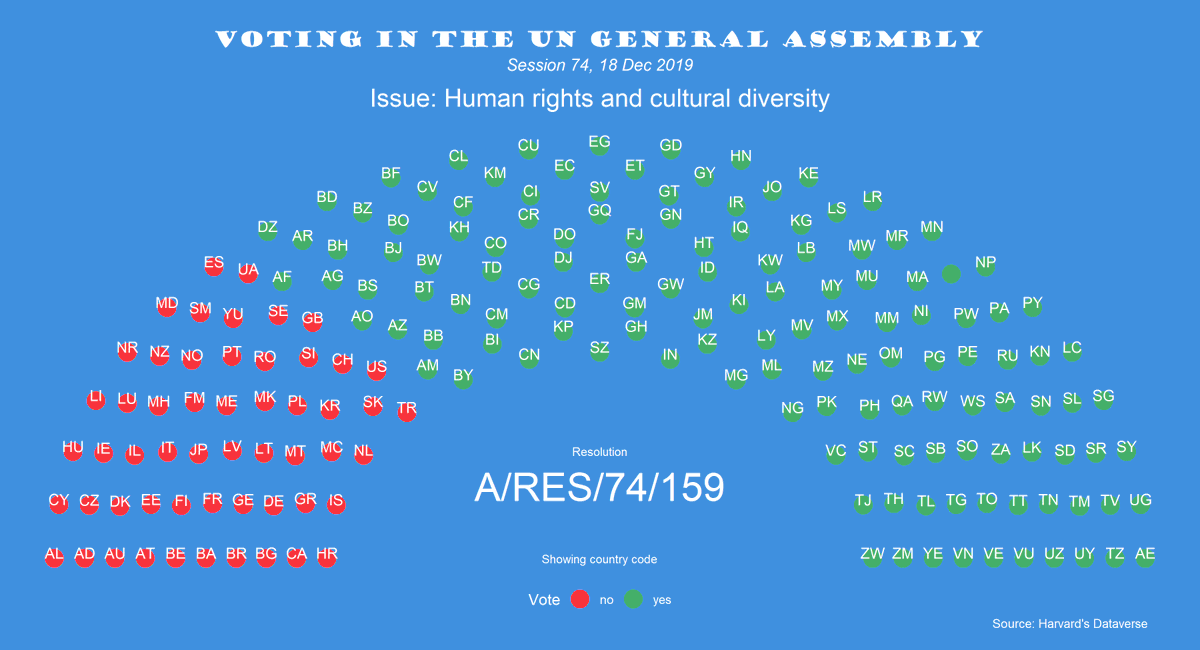 VOTING IN THE UN GENERAL ASSEMBLY
Session 74, 18 Dec 2019
Issue: Human rights and cultural diversity
EG
CU GD
CL HN
EC ET
BF KM GY KE
CV CI SV GT JO
BD BZ CF IR LS LR
BO CR GQ GN KG
DZ AR KH IQ MR MN
BH BJ CO DO FJ HT LB MW
ES UA BW TD DJ GA ID KW NP
AF AG BS BT CG ER GW LA MY MU MA
MD SM BN CD GM KI PA PY
YU SE GB AO AZ CM KP GH JM MV MX MM NI PW
NR NZ NO PT RO SI BB BI CN SZ IN KZ LY OM PG PE RU KN LC
CH US AM BY MG ML MZ NE
LI LU MH FM ME MK PL KR SK TR NG PK PH QA RW WS SA SN SL SG
HU IE IL IT JP LV LT MT MC NL VC ST SC SB SO ZA LK SD SR SY
Resolution
A/RES/74/159
CY CZ DK EE FI FR GE DE GR IS TJ TH TL TG TO TT TN TM TV UG
AL AD AU AT BE BA BR BG CA HR ZW ZM YE VN VE VU UZ UY TZ AE
Showing country code
Vote no yes
Source: Harvard's Dataverse